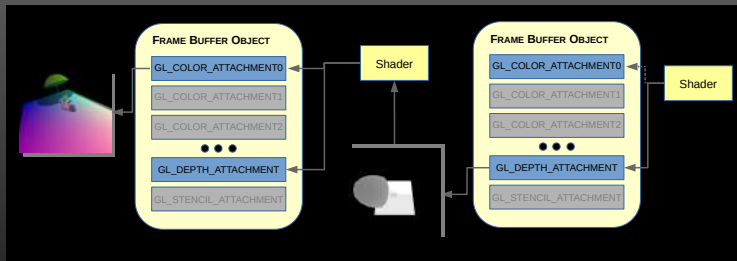 FRAME BUFFER OBJECT
GL_COLOR_ATTACHMENT0
GL_COLOR_ATTACHMENT1
GL_COLOR_ATTACHMENT2
GL_DEPTH_ATTACHMENT
GL_STENCIL_ATTACHMENT
Shader
FRAME BUFFER OBJECT
GL_COLOR_ATTACHMENT0
GL_COLOR_ATTACHMENT1
GL_COLOR_ATTACHMENT2
GL_DEPTH_ATTACHMENT
GL_STENCIL_ATTACHMENT
Shader